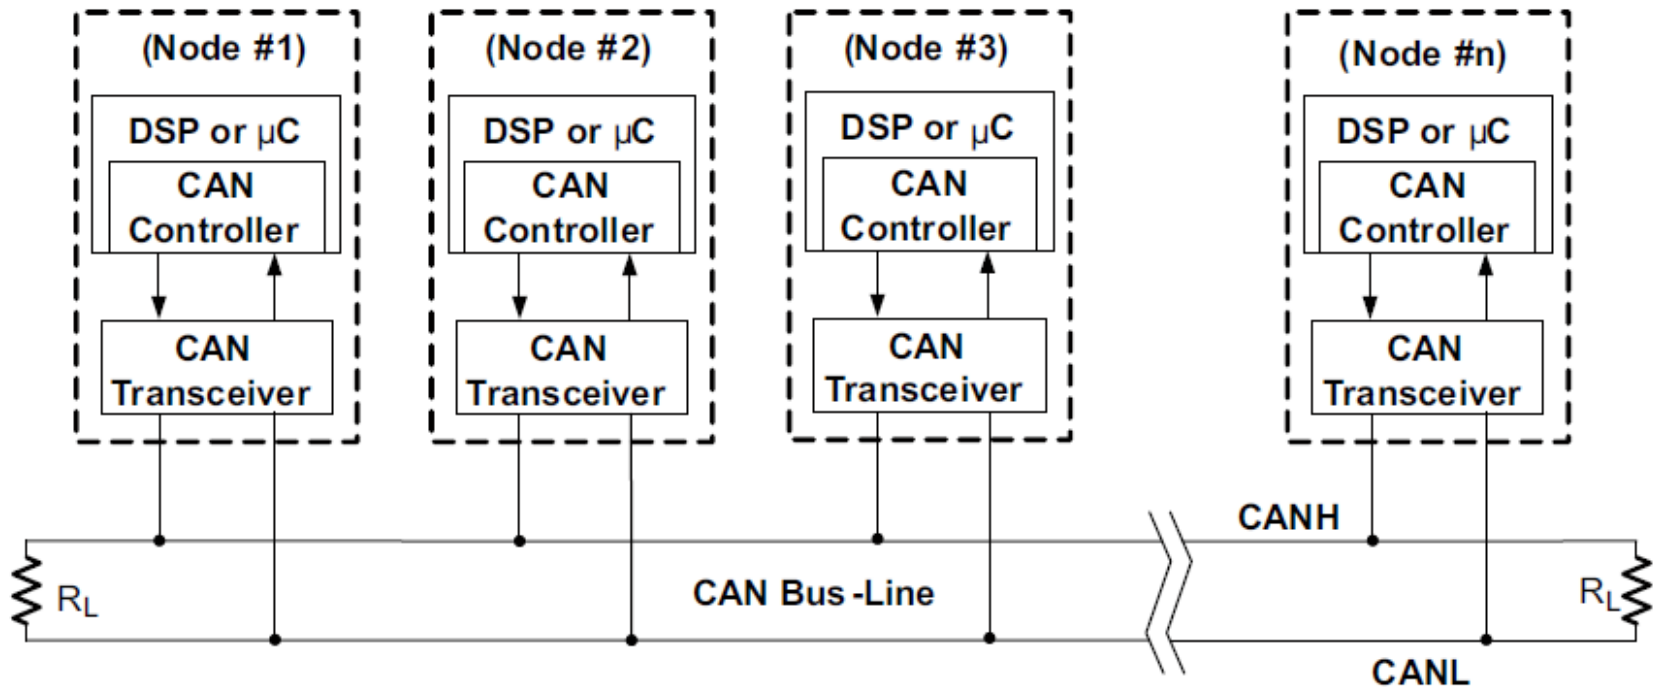 (Node #1)
DSP or μC
CAN
Controller
CAN
Transceiver
(Node #2)
DSP or μC
CAN
Controller
CAN
Transceiver
(Node #3)
DSP or μC
CAN
Controller
CAN
Transceiver
(Node #n)
DSP or μC
CAN
Controller
CAN
Transceiver
CANH
RL
CAN Bus-Line
RL
CANL